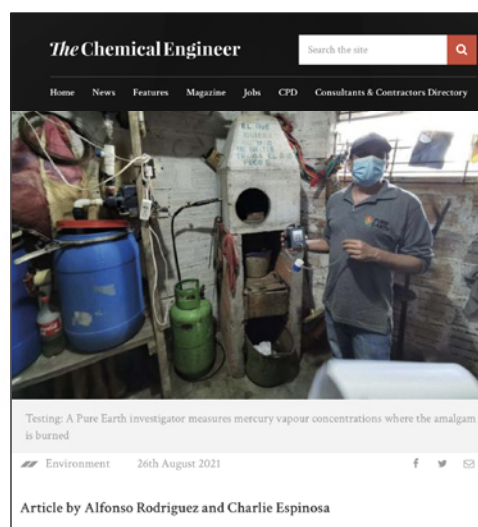 The Chemical Engineer
Search the site
Home News Features Magazine Jobs CPD Consultants & Contractors Directory
EL QUE
Testing: A Pure Earth investigator measures mercury vapour concentrations where the amalgam
is burned
Environment 26th August 2021
Article by Alfonso Rodriguez and Charlie Espinosa